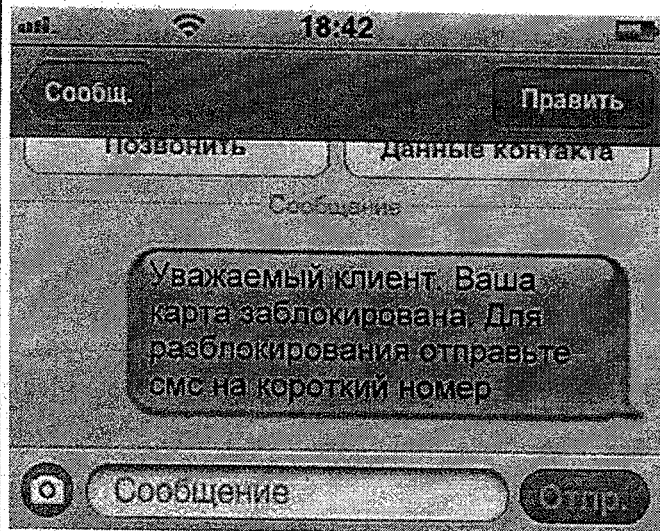 18:42
Сообщ.
Править
Позвонить
Данные контакта
Сообщение
Уважаемый клиент. Ваша
карта заблокирована. Для
разблокирования отправьте
смс на короткий номер
Сообщение
Отпр.